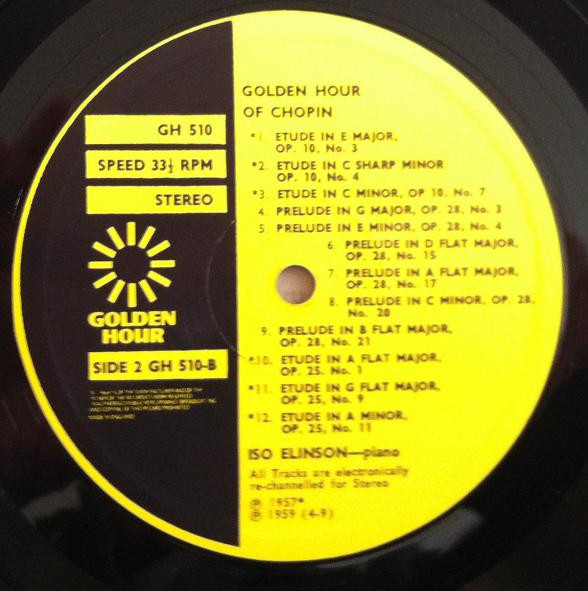 GH 510
SPEED 33⅓ RPM
STEREO
GOLDEN
HOUR
SIDE 2 GH 510-B
MADE IN ENGLAND
GOLDEN HOUR
OF CHOPIN
*1. ETUDE IN E MAJOR,
OP. 10, No. 3
*2. ETUDE IN C SHARP MINOR
OP. 10, No. 4
*3. ETUDE IN C MINOR, OP 10, No. 7
4. PRELUDE IN G MAJOR, OP. 28, No. 3
5. PRELUDE IN E MINOR, OP. 28, No. 4
6. PRELUDE IN D FLAT MAJOR,
OP. 28, No. 15
7. PRELUDE IN A FLAT MAJOR,
OP. 28, No. 17
8. PRELUDE IN C MINOR, OP. 28,
No. 20
9. PRELUDE IN B FLAT MAJOR,
OP. 28, No. 21
*10. ETUDE IN A FLAT MAJOR,
OP. 25. No. 1
*11. ETUDE IN G FLAT MAJOR,
OP. 25, No. 9
*12. ETUDE IN A MINOR,
OP. 25, No. 11
ISO ELINSON—piano
All Tracks are electronically
re-channelled for Stereo
℗ 1957*
℗ 1959 (4-9)